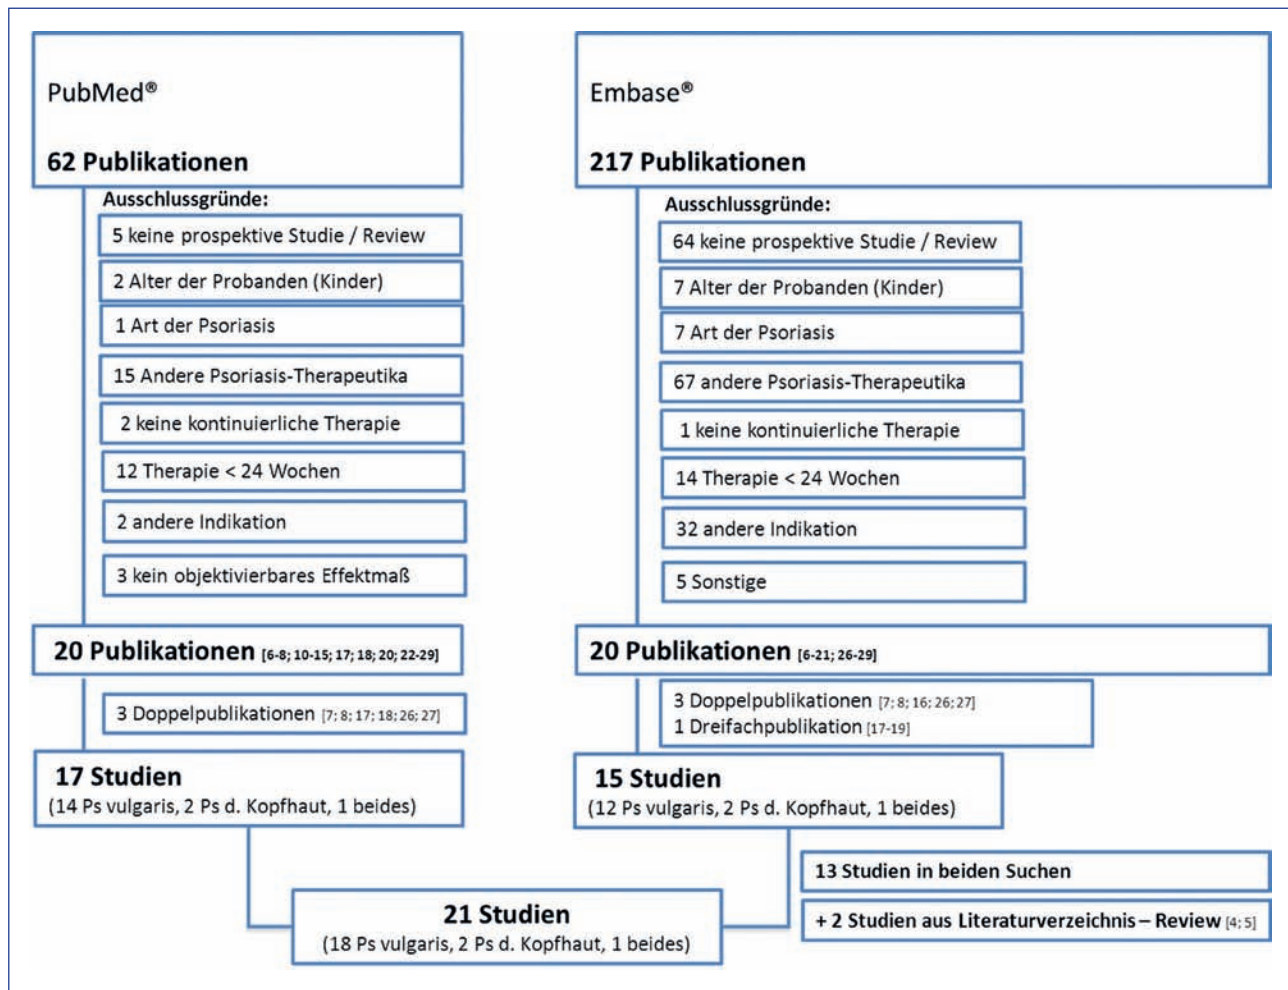 PubMed®
62 Publikationen
Ausschlussgründe:
5 keine prospektive Studie / Review
2 Alter der Probanden (Kinder)
1 Art der Psoriasis
15 Andere Psoriasis-Therapeutika
2 keine kontinuierliche Therapie
12 Therapie < 24 Wochen
2 andere Indikation
3 kein objektivierbares Effektmaß
20 Publikationen [6-8; 10-15; 17; 18; 20; 22-29]
3 Doppelpublikationen [7; 8; 17; 18; 26; 27]
17 Studien
(14 Ps vulgaris, 2 Ps d. Kopfhaut, 1 beides)
Embase®
217 Publikationen
Ausschlussgründe:
64 keine prospektive Studie / Review
7 Alter der Probanden (Kinder)
7 Art der Psoriasis
67 andere Psoriasis-Therapeutika
1 keine kontinuierliche Therapie
14 Therapie < 24 Wochen
32 andere Indikation
5 Sonstige
20 Publikationen [6-21; 26-29]
3 Doppelpublikationen [7; 8; 16; 26; 27]
1 Dreifachpublikation [17-19]
15 Studien
(12 Ps vulgaris, 2 Ps d. Kopfhaut, 1 beides)
13 Studien in beiden Suchen
+ 2 Studien aus Literaturverzeichnis – Review [4; 5]
21 Studien
(18 Ps vulgaris, 2 Ps d. Kopfhaut, 1 beides)